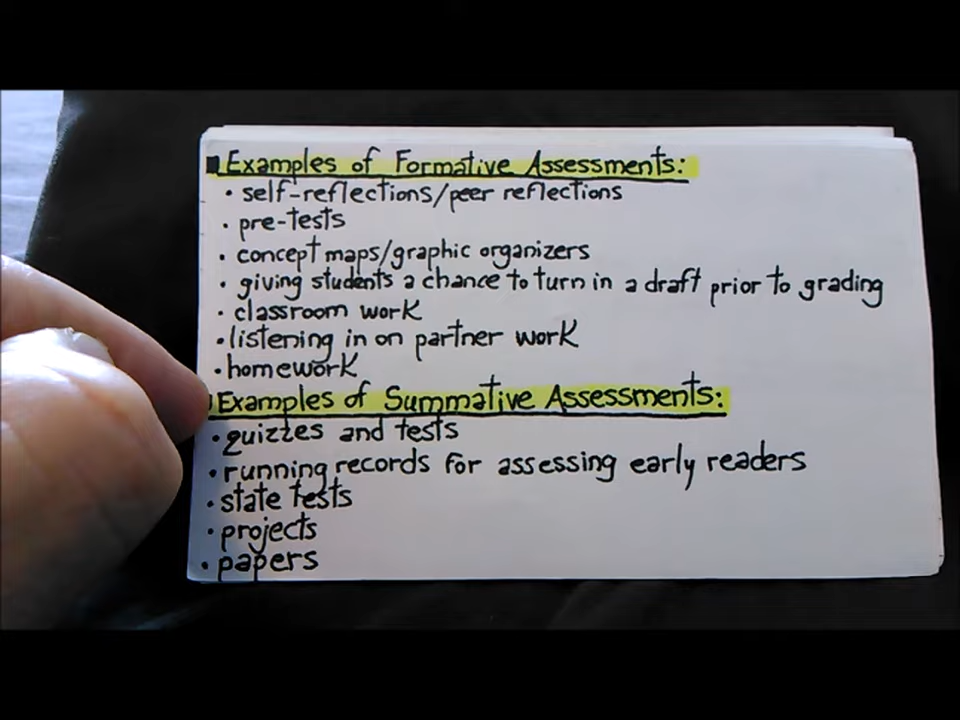 ■ Examples of Formative Assessments:
• self-reflections/peer reflections
• pre-tests
• concept maps/graphic organizers
• giving students a chance to turn in a draft prior to grading
• classroom work
• listening in on partner work
• homework
Examples of Summative Assessments:
• quizzes and tests
• running records for assessing early readers
• state tests
• projects
• papers